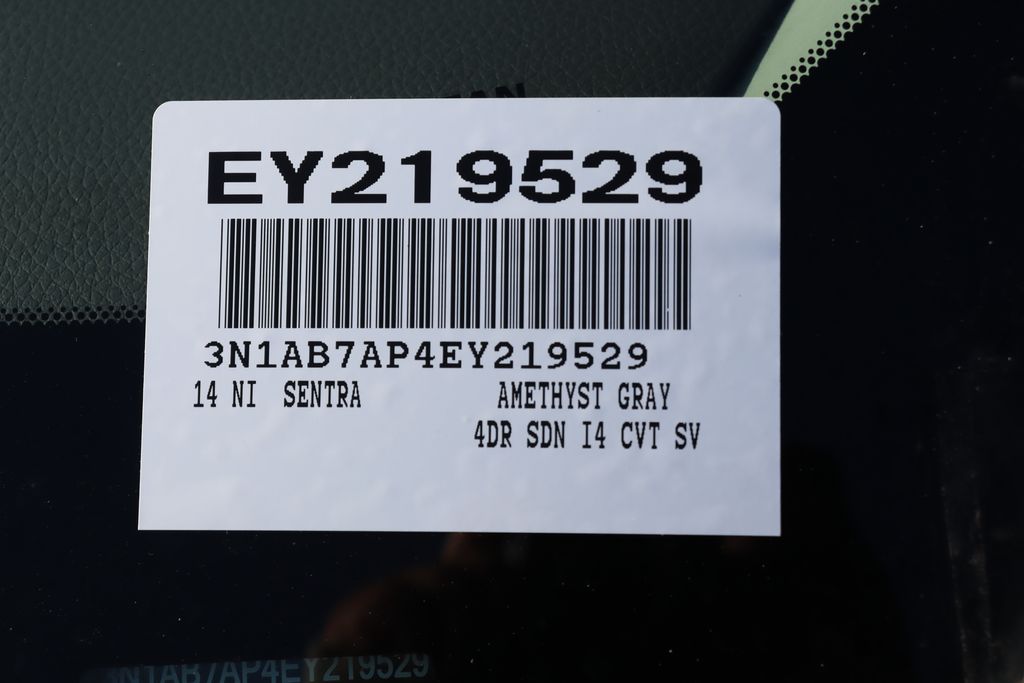 EY219529
3N1AB7AP4EY219529
14 NI SENTRA AMETHYST GRAY
4DR SDN I4 CVT SV
3N1AB7AP4EY219529